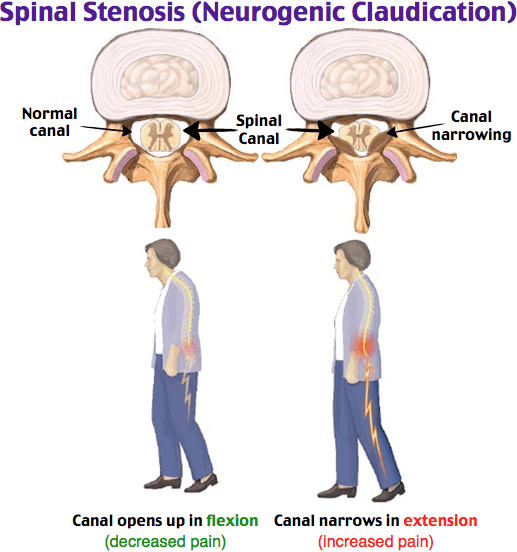 Spinal Stenosis (Neurogenic Claudication)
Normal
canal
Spinal
Canal
Canal
narrowing
Canal opens up in flexion
(decreased pain)
Canal narrows in extension
(increased pain)